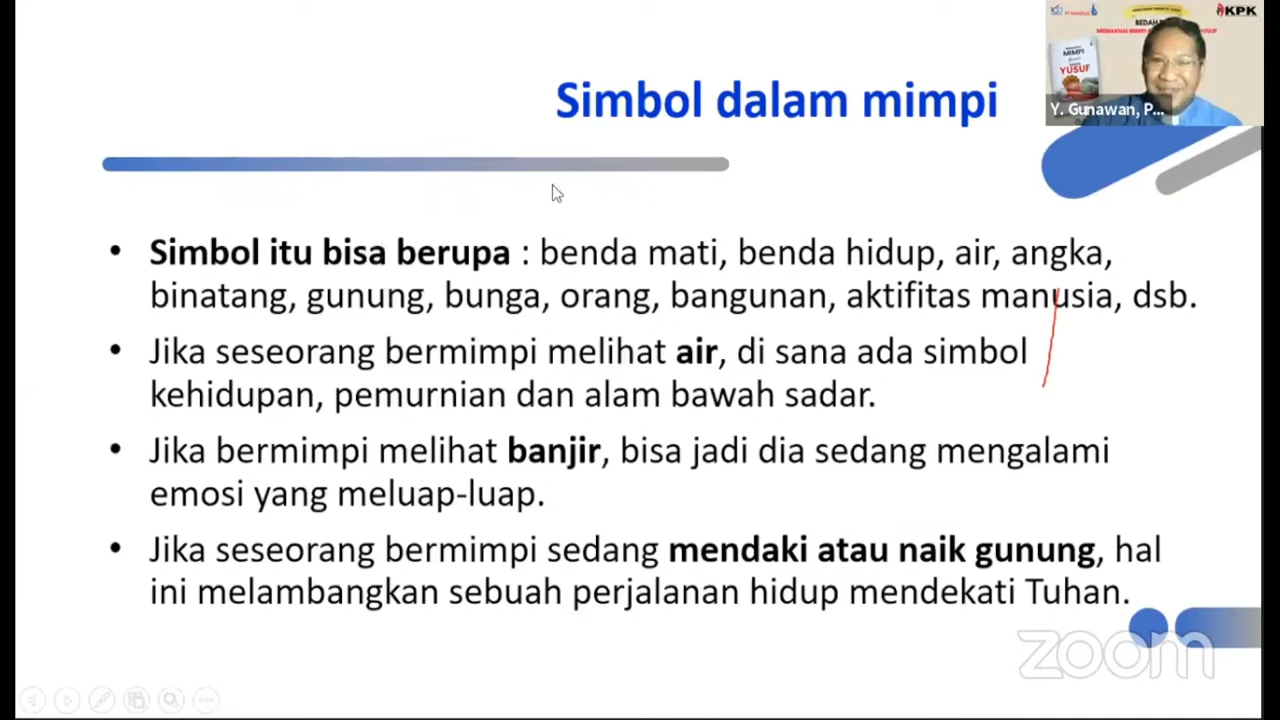 KPK
BEDAH
MIMPI
YUSUF
Y. Gunawan, P...
Simbol dalam mimpi
• Simbol itu bisa berupa : benda mati, benda hidup, air, angka,
binatang, gunung, bunga, orang, bangunan, aktifitas manusia, dsb.
• Jika seseorang bermimpi melihat air, di sana ada simbol
kehidupan, pemurnian dan alam bawah sadar.
• Jika bermimpi melihat banjir, bisa jadi dia sedang mengalami
emosi yang meluap-luap.
• Jika seseorang bermimpi sedang mendaki atau naik gunung, hal
ini melambangkan sebuah perjalanan hidup mendekati Tuhan.
zoom